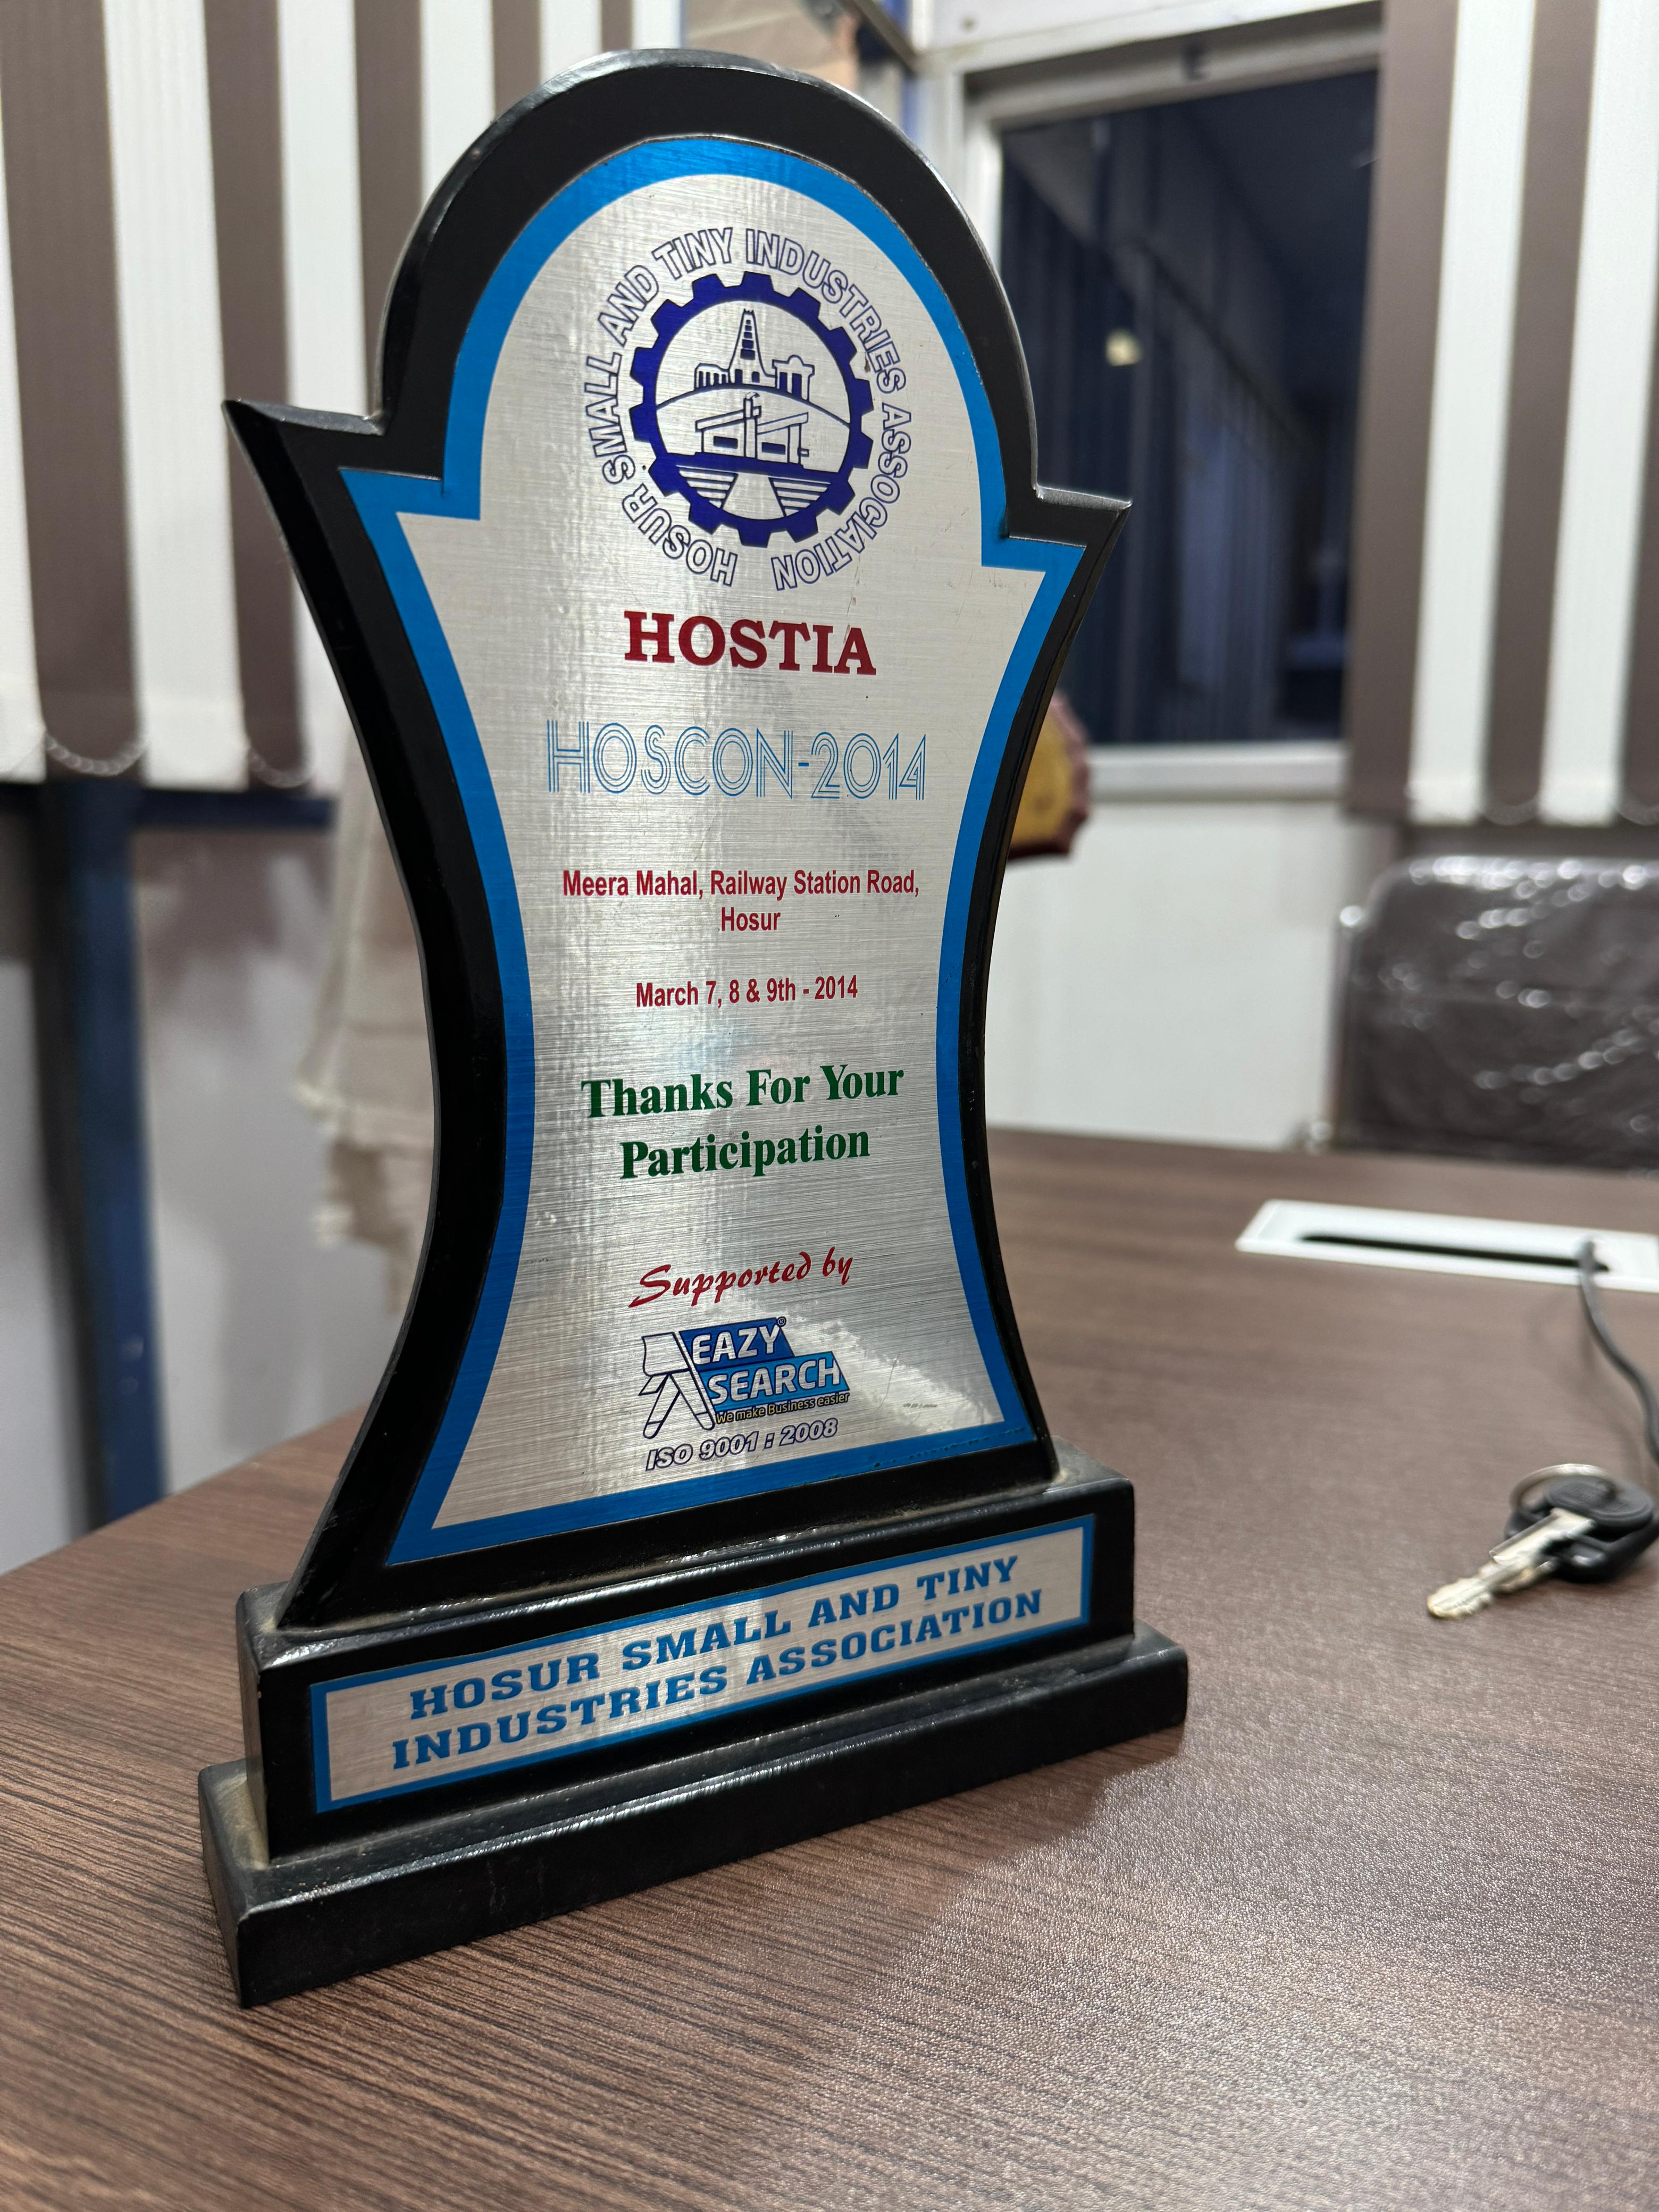 HOSUR SMALL AND TINY INDUSTRIES ASSOCIATION
HOSTIA
HOSCON-2014
Meera Mahal, Railway Station Road,
Hosur
March 7, 8 & 9th - 2014
Thanks For Your
Participation
Supported by
EAZY®
SEARCH
We make Business easier
ISO 9001 : 2008
HOSUR SMALL AND TINY
INDUSTRIES ASSOCIATION